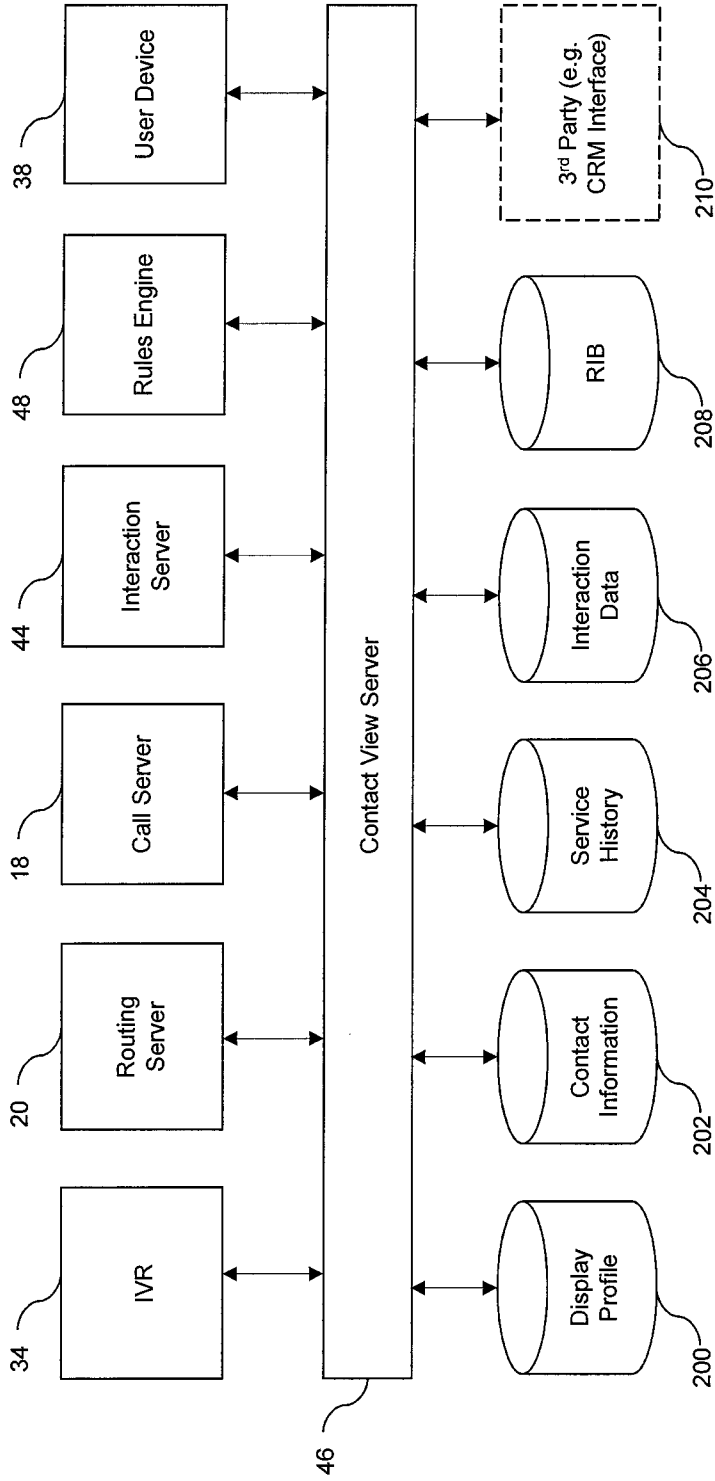 34
IVR
20
Routing
Server
18
Call Server
44
Interaction
Server
48
Rules Engine
38
User Device
46
Contact View Server
Display
Profile
200
Contact
Information
202
Service
History
204
Interaction
Data
206
RIB
208
3rd Party (e.g.
CRM Interface)
210